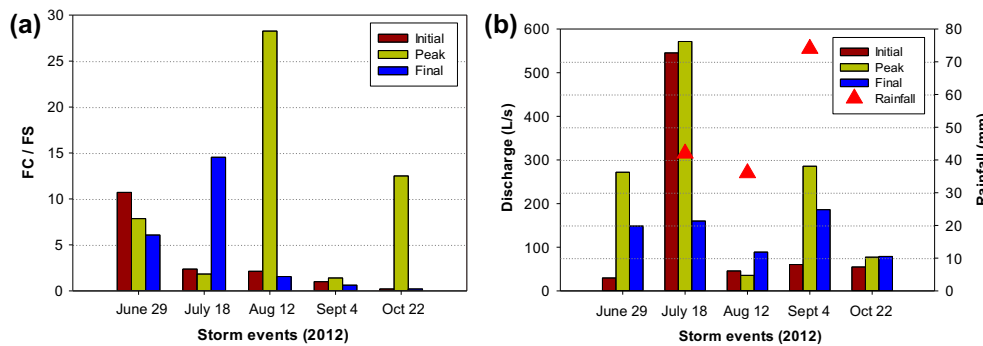 (a)
30
25
20
15
10
5
0
FC / FS
Initial
Peak
Final
June 29 July 18 Aug 12 Sept 4 Oct 22
Storm events (2012)
(b)
600
500
400
300
200
100
0
Discharge (L/s)
Initial
Peak
Final
Rainfall
80
70
60
50
40
30
20
10
0
Rainfall (mm)
June 29 July 18 Aug 12 Sept 4 Oct 22
Storm events (2012)